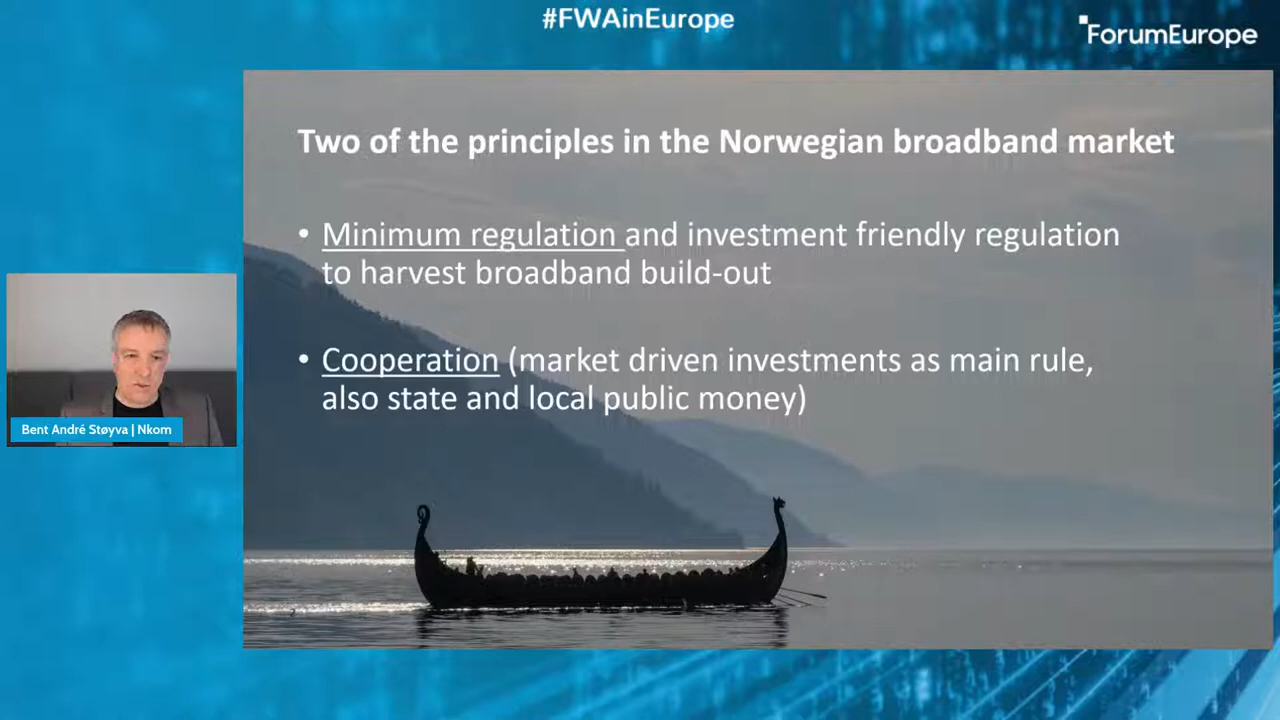 #FWAinEurope
ForumEurope
Two of the principles in the Norwegian broadband market
• Minimum regulation and investment friendly regulation
to harvest broadband build-out
• Cooperation (market driven investments as main rule,
also state and local public money)
Bent André Støyva | Nkom